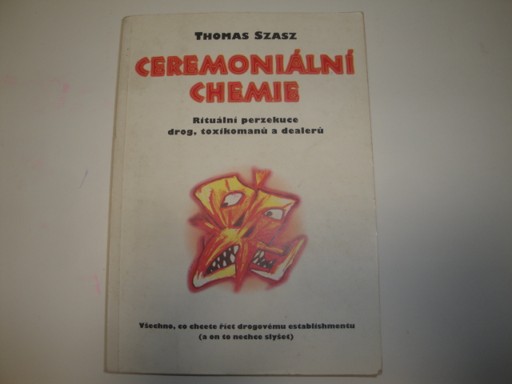 THOMAS SZASZ
CEREMONIÁLNÍ
CHEMIE
Rituální perzekuce
drog, toxikomanů a dealerů
Všechno, co chcete říct drogovému establishmentu
(a on to nechce slyšet)